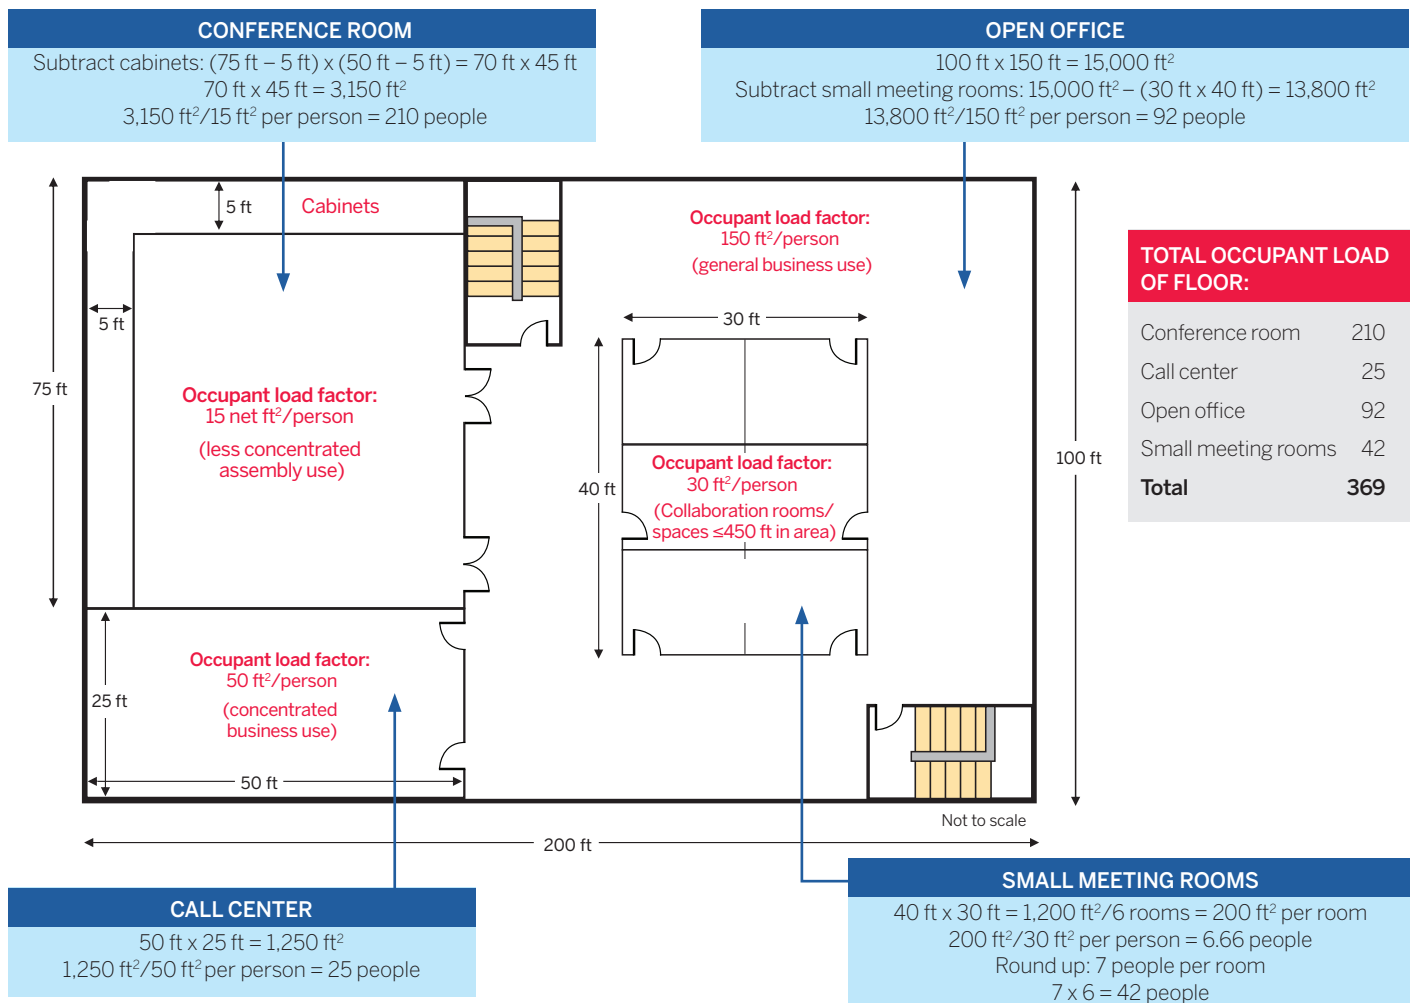 CONFERENCE ROOM
Subtract cabinets: (75 ft – 5 ft) x (50 ft – 5 ft) = 70 ft x 45 ft
70 ft x 45 ft = 3,150 ft²
3,150 ft²/15 ft² per person = 210 people
OPEN OFFICE
100 ft x 150 ft = 15,000 ft²
Subtract small meeting rooms: 15,000 ft² – (30 ft x 40 ft) = 13,800 ft²
13,800 ft²/150 ft² per person = 92 people
5 ft
Cabinets
5 ft
75 ft
Occupant load factor:
15 net ft²/person
(less concentrated
assembly use)
Occupant load factor:
150 ft²/person
(general business use)
30 ft
40 ft
Occupant load factor:
30 ft²/person
(Collaboration rooms/
spaces ≤450 ft in area)
100 ft
TOTAL OCCUPANT LOAD
OF FLOOR:
Conference room 210
Call center 25
Open office 92
Small meeting rooms 42
Total 369
Occupant load factor:
50 ft²/person
(concentrated
business use)
25 ft
50 ft
Not to scale
200 ft
CALL CENTER
50 ft x 25 ft = 1,250 ft²
1,250 ft²/50 ft² per person = 25 people
SMALL MEETING ROOMS
40 ft x 30 ft = 1,200 ft²/6 rooms = 200 ft² per room
200 ft²/30 ft² per person = 6.66 people
Round up: 7 people per room
7 x 6 = 42 people